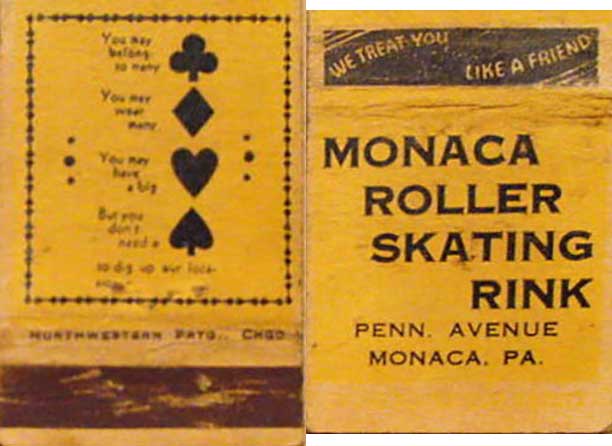 You may
belong
to many
You may
wear
many
You may
have
a big
But you
don't
need a
to dig up our loca-
NORTHWESTERN PRTG., CHGO
WE TREAT YOU
LIKE A FRIEND
MONACA
ROLLER
SKATING
RINK
PENN. AVENUE
MONACA, PA.